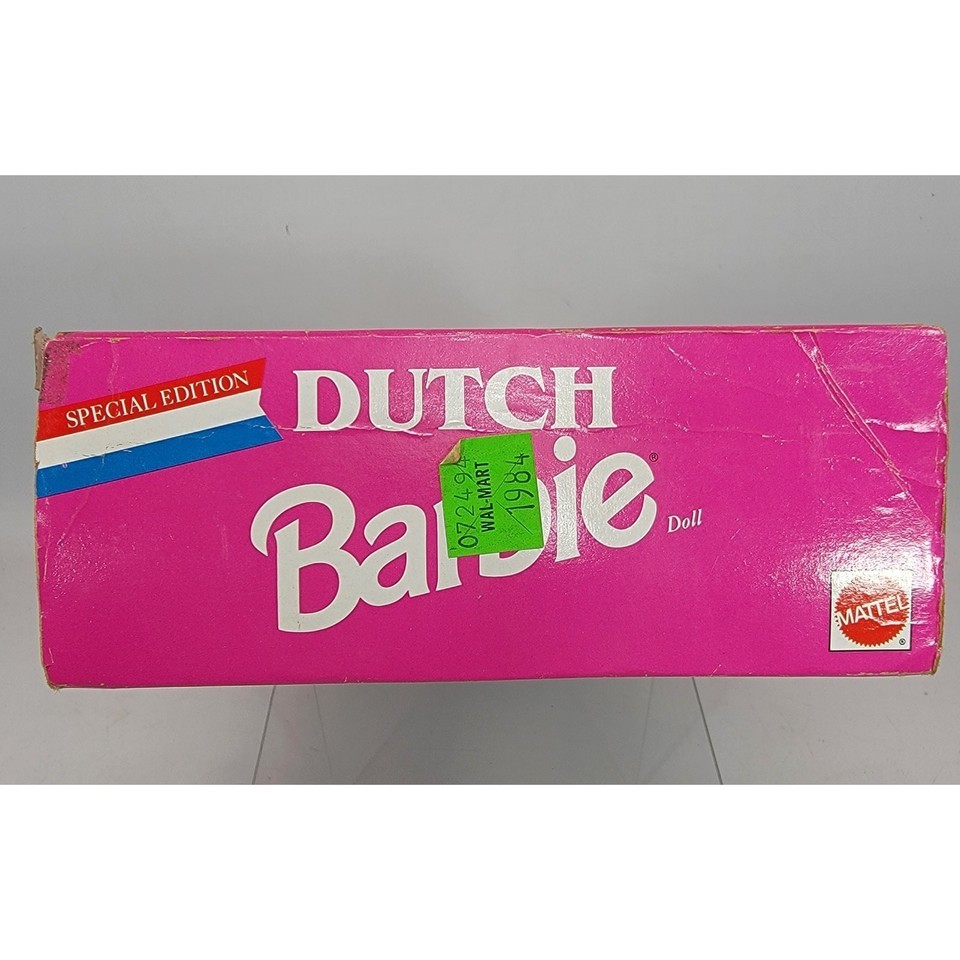 SPECIAL EDITION
DUTCH
Barbie®
Doll
072494
WAL-MART
1984
MATTEL
®